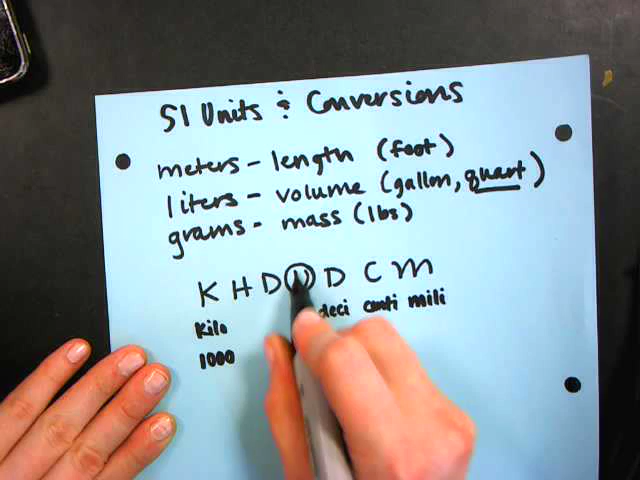 SI Units & Conversions
meters - length (foot)
liters - volume (gallon, quart)
grams - mass (lbs)
K H D U D C M
Kilo deci centi mili
1000